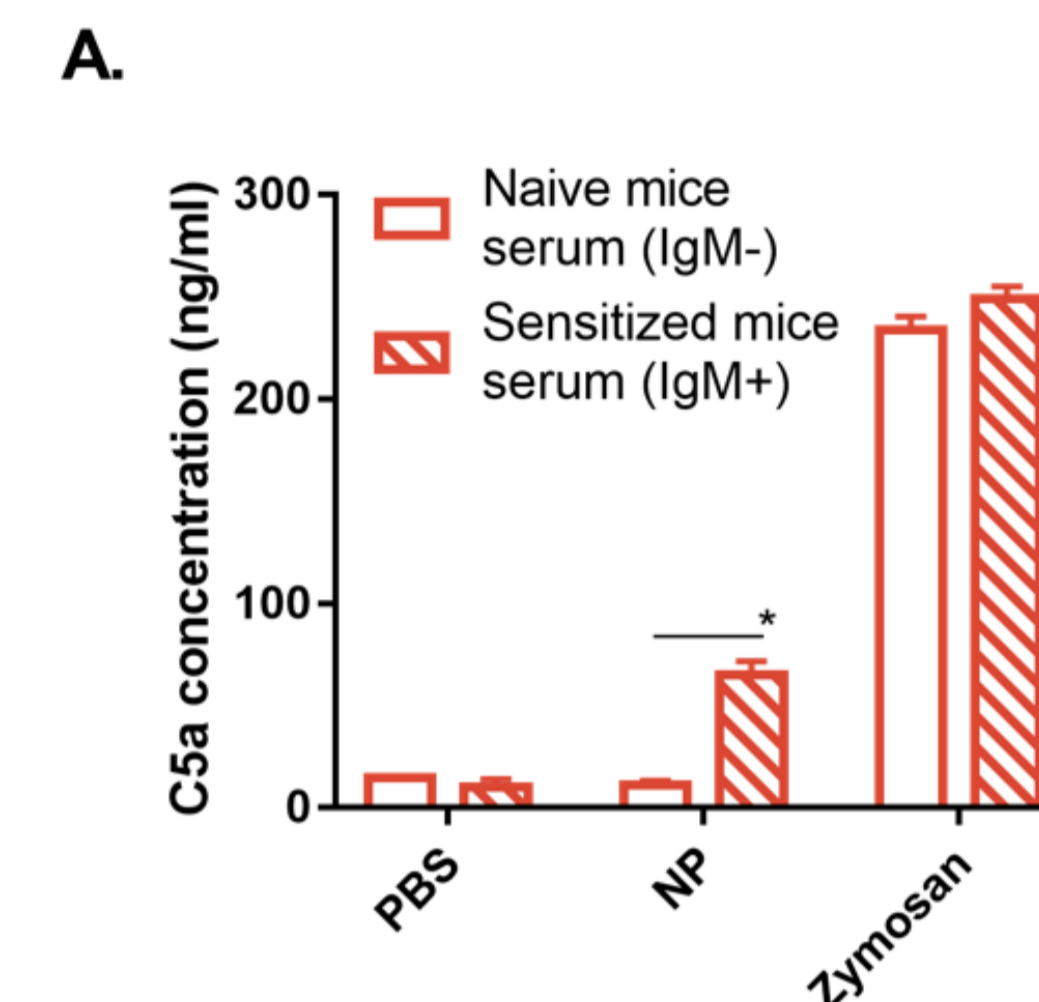 A.
C5a concentration (ng/ml)
300
200
100
0
Naive mice
serum (IgM-)
Sensitized mice
serum (IgM+)
*
PBS
NP
Zymosan